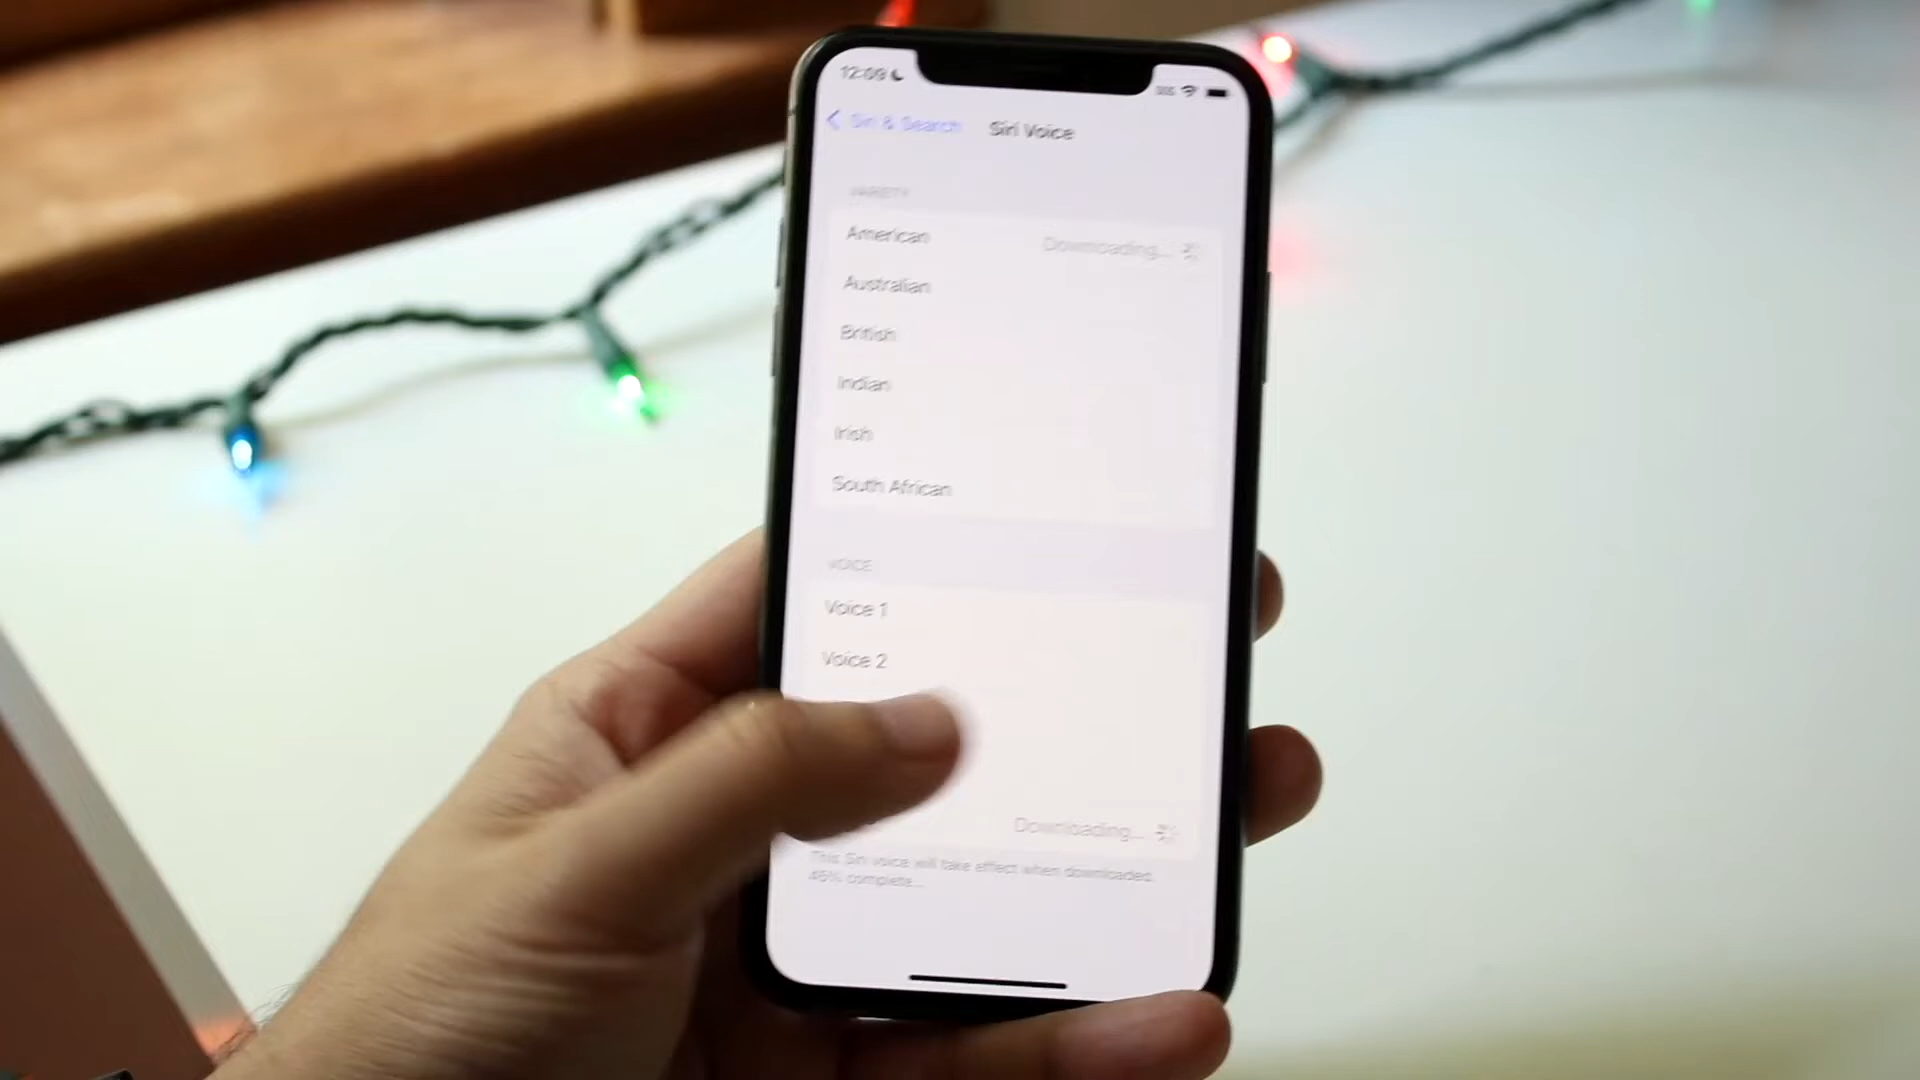 12:09
SOS
Siri & Search
Siri Voice
VARIETY
American
Downloading...
Australian
British
Indian
Irish
South African
VOICE
Voice 1
Voice 2
Downloading...
This Siri voice will take effect when downloaded.
45% complete...